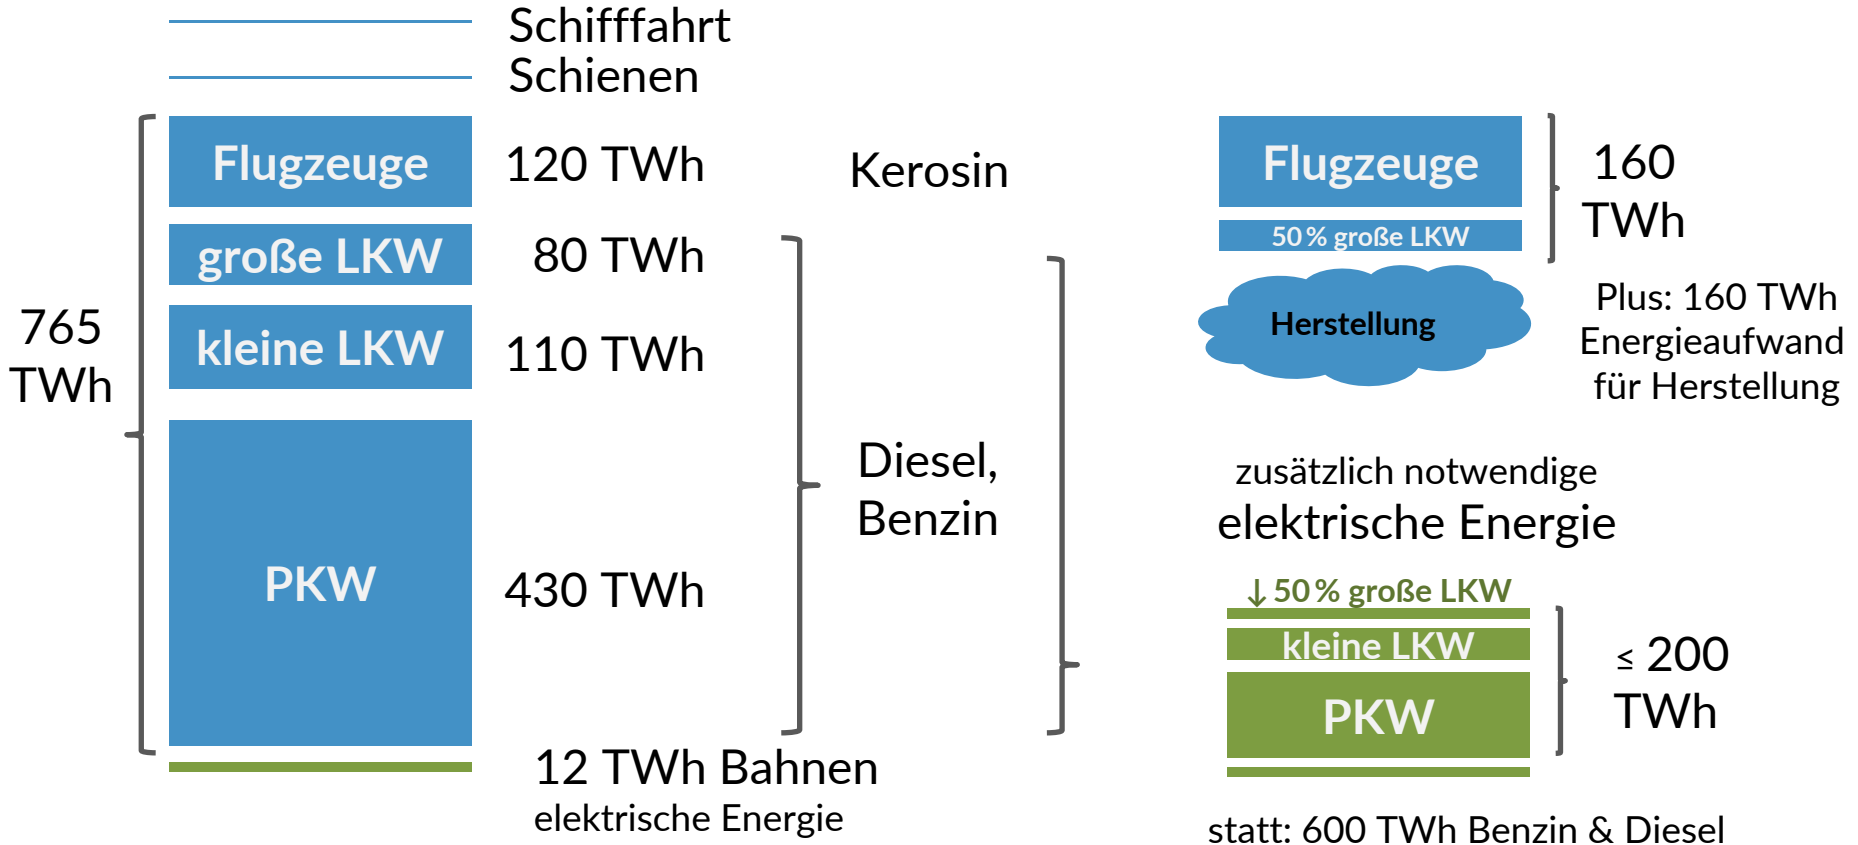 Schifffahrt
Schienen
Flugzeuge
120 TWh
Kerosin
große LKW
80 TWh
kleine LKW
110 TWh
765
TWh
Diesel,
Benzin
PKW
430 TWh
12 TWh Bahnen
elektrische Energie
Flugzeuge
50 % große LKW
160
TWh
Herstellung
Plus: 160 TWh
Energieaufwand
für Herstellung
zusätzlich notwendige
elektrische Energie
↓ 50 % große LKW
kleine LKW
PKW
≤ 200
TWh
statt: 600 TWh Benzin & Diesel